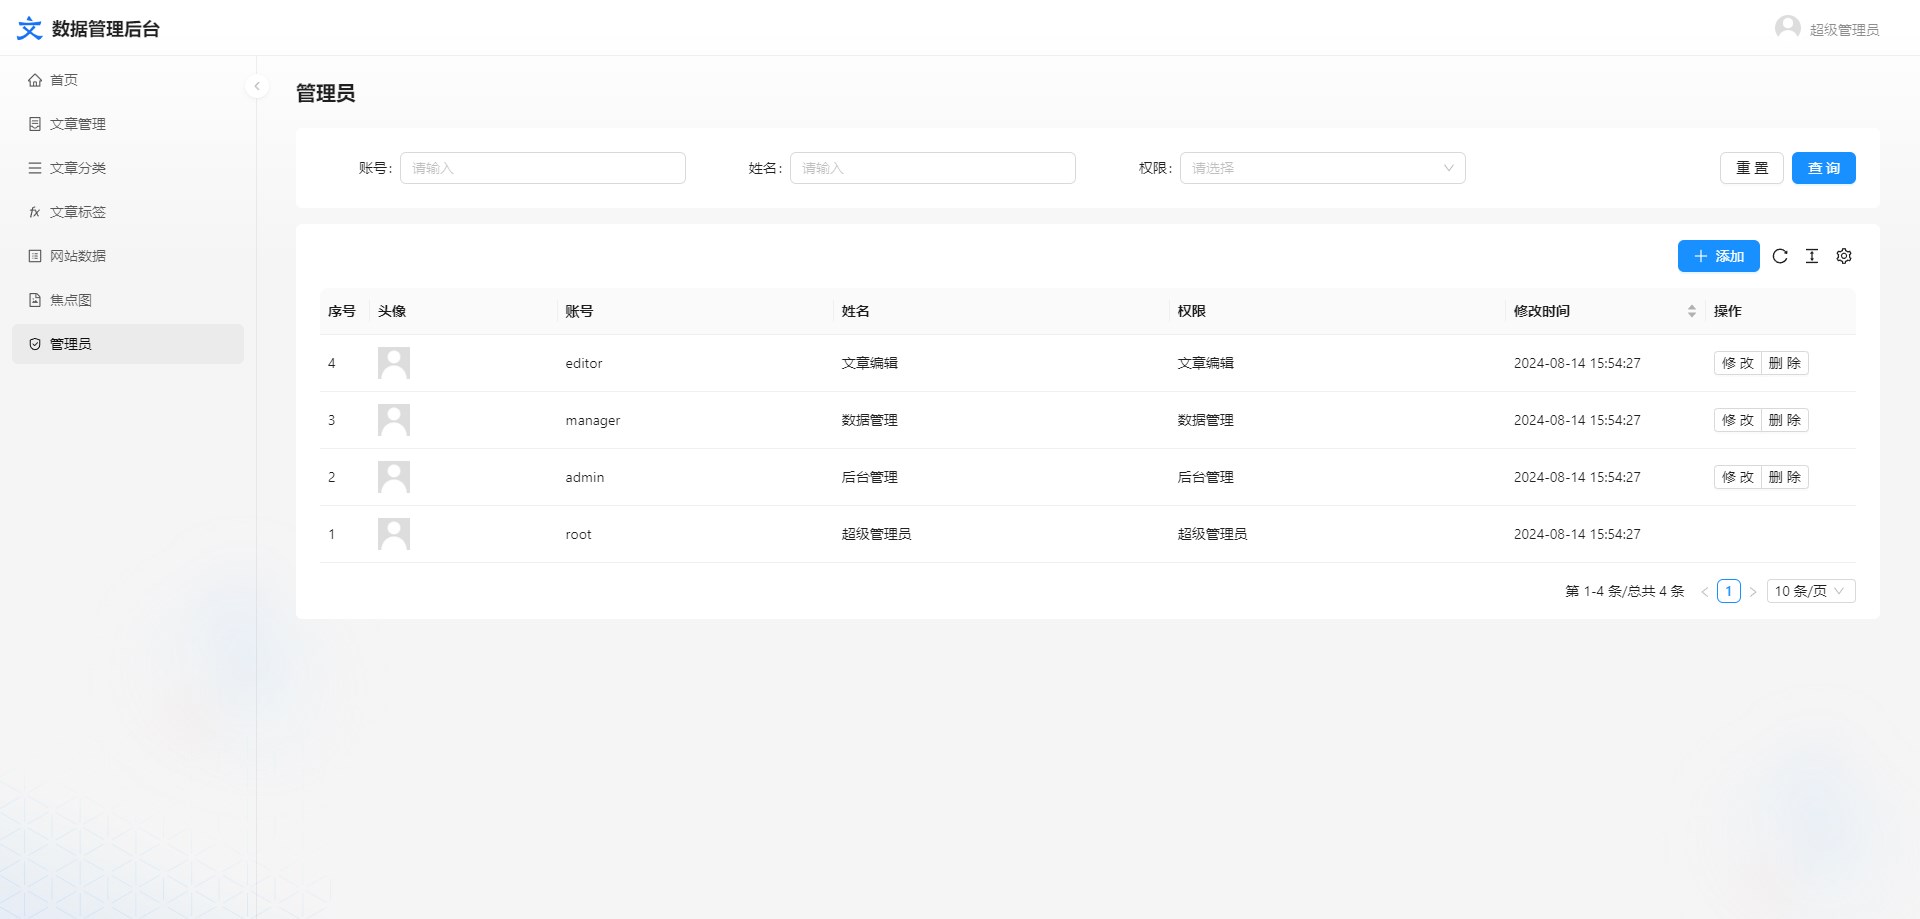 文 数据管理后台
超级管理员
首页
文章管理
文章分类
fx 文章标签
网站数据
焦点图
管理员
管理员
账号: 请输入 姓名: 请输入 权限: 请选择 重 置 查 询
添加
序号 头像 账号 姓名 权限 修改时间 操作
4 editor 文章编辑 文章编辑 2024-08-14 15:54:27 修 改 删 除
3 manager 数据管理 数据管理 2024-08-14 15:54:27 修 改 删 除
2 admin 后台管理 后台管理 2024-08-14 15:54:27 修 改 删 除
1 root 超级管理员 超级管理员 2024-08-14 15:54:27
第 1-4 条/总共 4 条 1 10 条/页